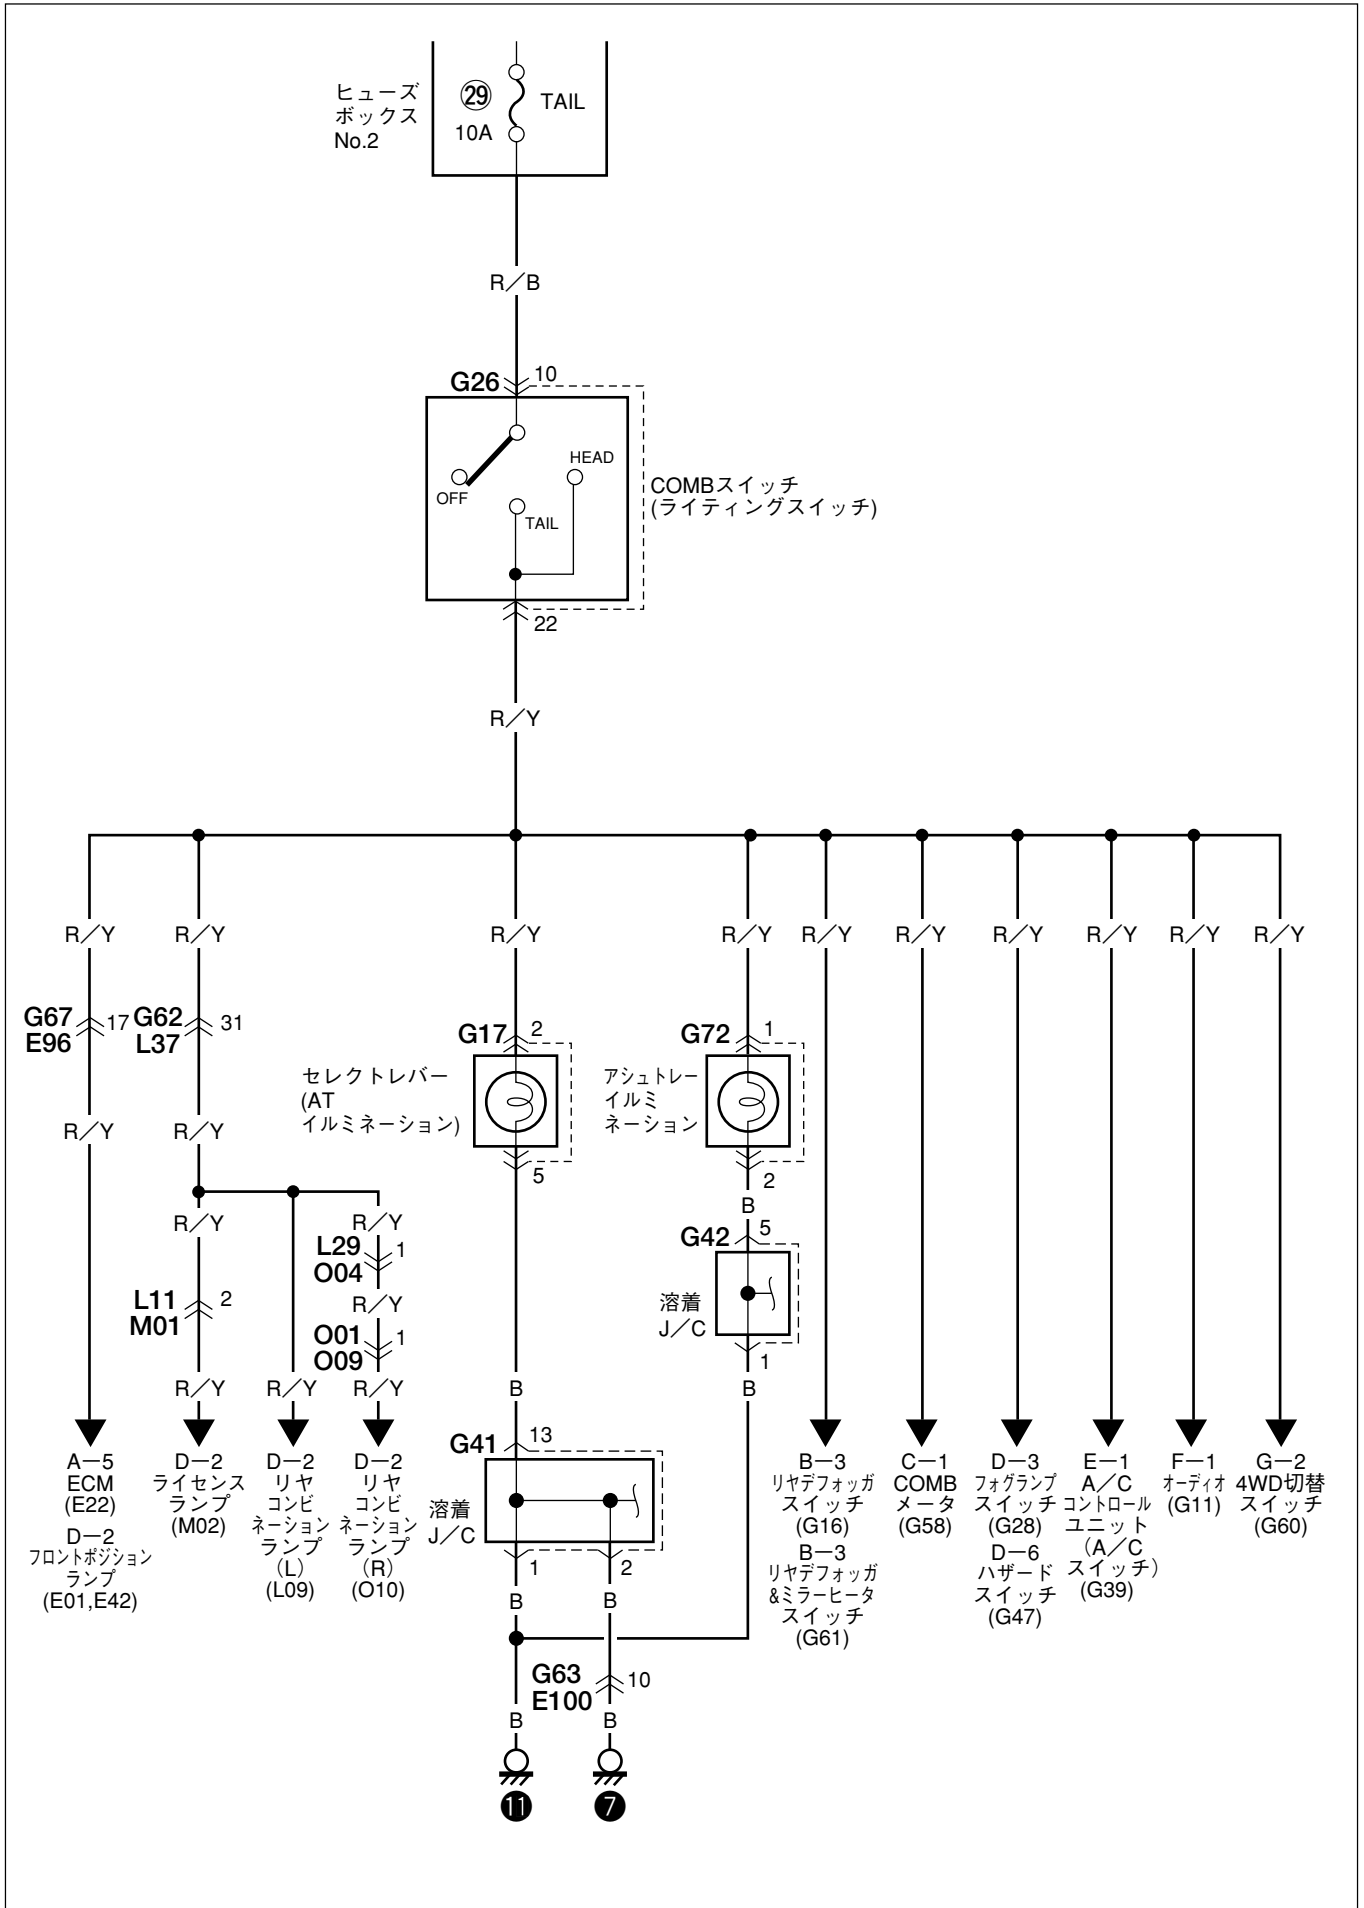 ヒューズ
ボックス
No.2
29
10A
TAIL
R/B
G26
10
OFF
HEAD
TAIL
COMBスイッチ
(ライティングスイッチ)
22
R/Y
R/Y R/Y R/Y R/Y R/Y R/Y R/Y R/Y R/Y R/Y
G67
E96
17
G62
L37
31
G17
2
G72
1
セレクトレバー
(AT
イルミネーション)
アシュトレー
イルミ
ネーション
R/Y R/Y
5
2
B
R/Y R/Y
L29
O04
1
G42
5
L11
M01
2
R/Y
O01
O09
1
溶着
J/C
1
R/Y R/Y R/Y B B
G41
13
溶着
J/C
1
2
B B
G63
E100
10
B B
11
7
A-5
ECM
(E22)
D-2
フロントポジション
ランプ
(E01,E42)
D-2
ライセンス
ランプ
(M02)
D-2
リヤ
コンビ
ネーション
ランプ
(L)
(L09)
D-2
リヤ
コンビ
ネーション
ランプ
(R)
(O10)
B-3
リヤデフォッガ
スイッチ
(G16)
B-3
リヤデフォッガ
&ミラーヒータ
スイッチ
(G61)
C-1
COMB
メータ
(G58)
D-3
フォグランプ
スイッチ
(G28)
D-6
ハザード
スイッチ
(G47)
E-1
A/C
コントロール
ユニット
(A/C
スイッチ)
(G39)
F-1
オーディオ
(G11)
G-2
4WD切替
スイッチ
(G60)